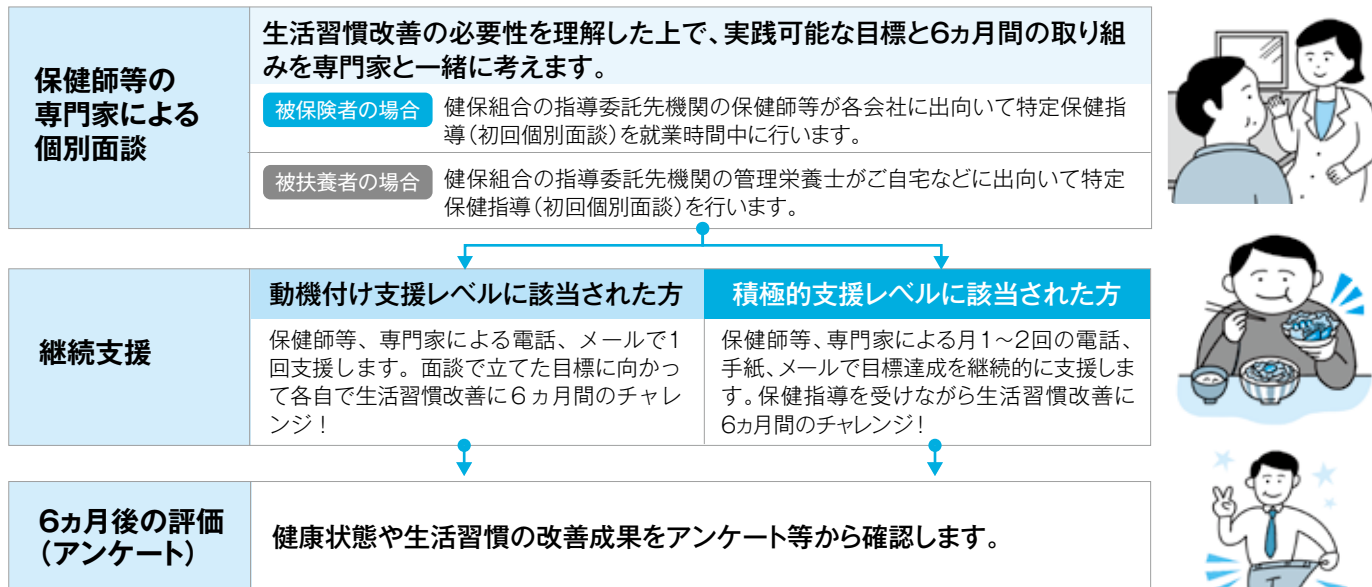 保健師等の
専門家による
個別面談
生活習慣改善の必要性を理解した上で、実践可能な目標と6ヵ月間の取り組
みを専門家と一緒に考えます。
被保険者の場合
健保組合の指導委託先機関の保健師等が各会社に出向いて特定保健指
導(初回個別面談)を就業時間中に行います。
被扶養者の場合
健保組合の指導委託先機関の管理栄養士がご自宅などに出向いて特定
保健指導(初回個別面談)を行います。
継続支援
動機付け支援レベルに該当された方
保健師等、専門家による電話、メールで1
回支援します。面談で立てた目標に向かっ
て各自で生活習慣改善に6ヵ月間のチャレ
ンジ!
積極的支援レベルに該当された方
保健師等、専門家による月1~2回の電話、
手紙、メールで目標達成を継続的に支援しま
す。保健指導を受けながら生活習慣改善に
6ヵ月間のチャレンジ!
6ヵ月後の評価
(アンケート)
健康状態や生活習慣の改善成果をアンケート等から確認します。